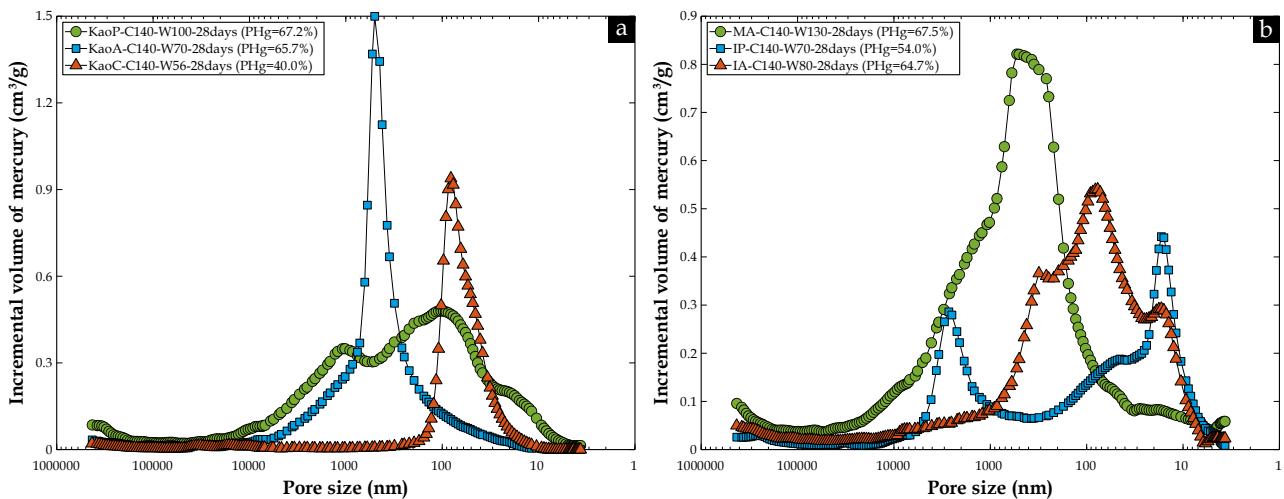 a
KaoP-C140-W100-28days (PHg=67.2%)
KaoA-C140-W70-28days (PHg=65.7%)
KaoC-C140-W56-28days (PHg=40.0%)
Incremental volume of mercury (cm³/g)
1.5
1.2
0.9
0.6
0.3
0
1000000 100000 10000 1000 100 10 1
Pore size (nm)
b
MA-C140-W130-28days (PHg=67.5%)
IP-C140-W70-28days (PHg=54.0%)
IA-C140-W80-28days (PHg=64.7%)
Incremental volume of mercury (cm³/g)
0.9
0.8
0.7
0.6
0.5
0.4
0.3
0.2
0.1
0
1000000 100000 10000 1000 100 10 1
Pore size (nm)